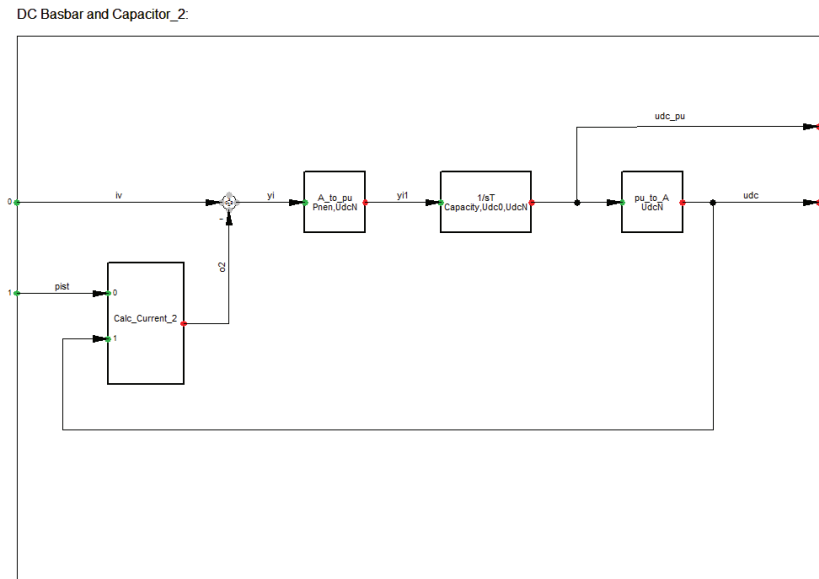 DC Basbar and Capacitor_2:
udc_pu
0
iv
-
yi
A_to_pu
Pnen,UdcN
yi1
1/sT
Capacity,Udc0,UdcN
pu_to_A
UdcN
udc
o2
1
pist
0
Calc_Current_2
1